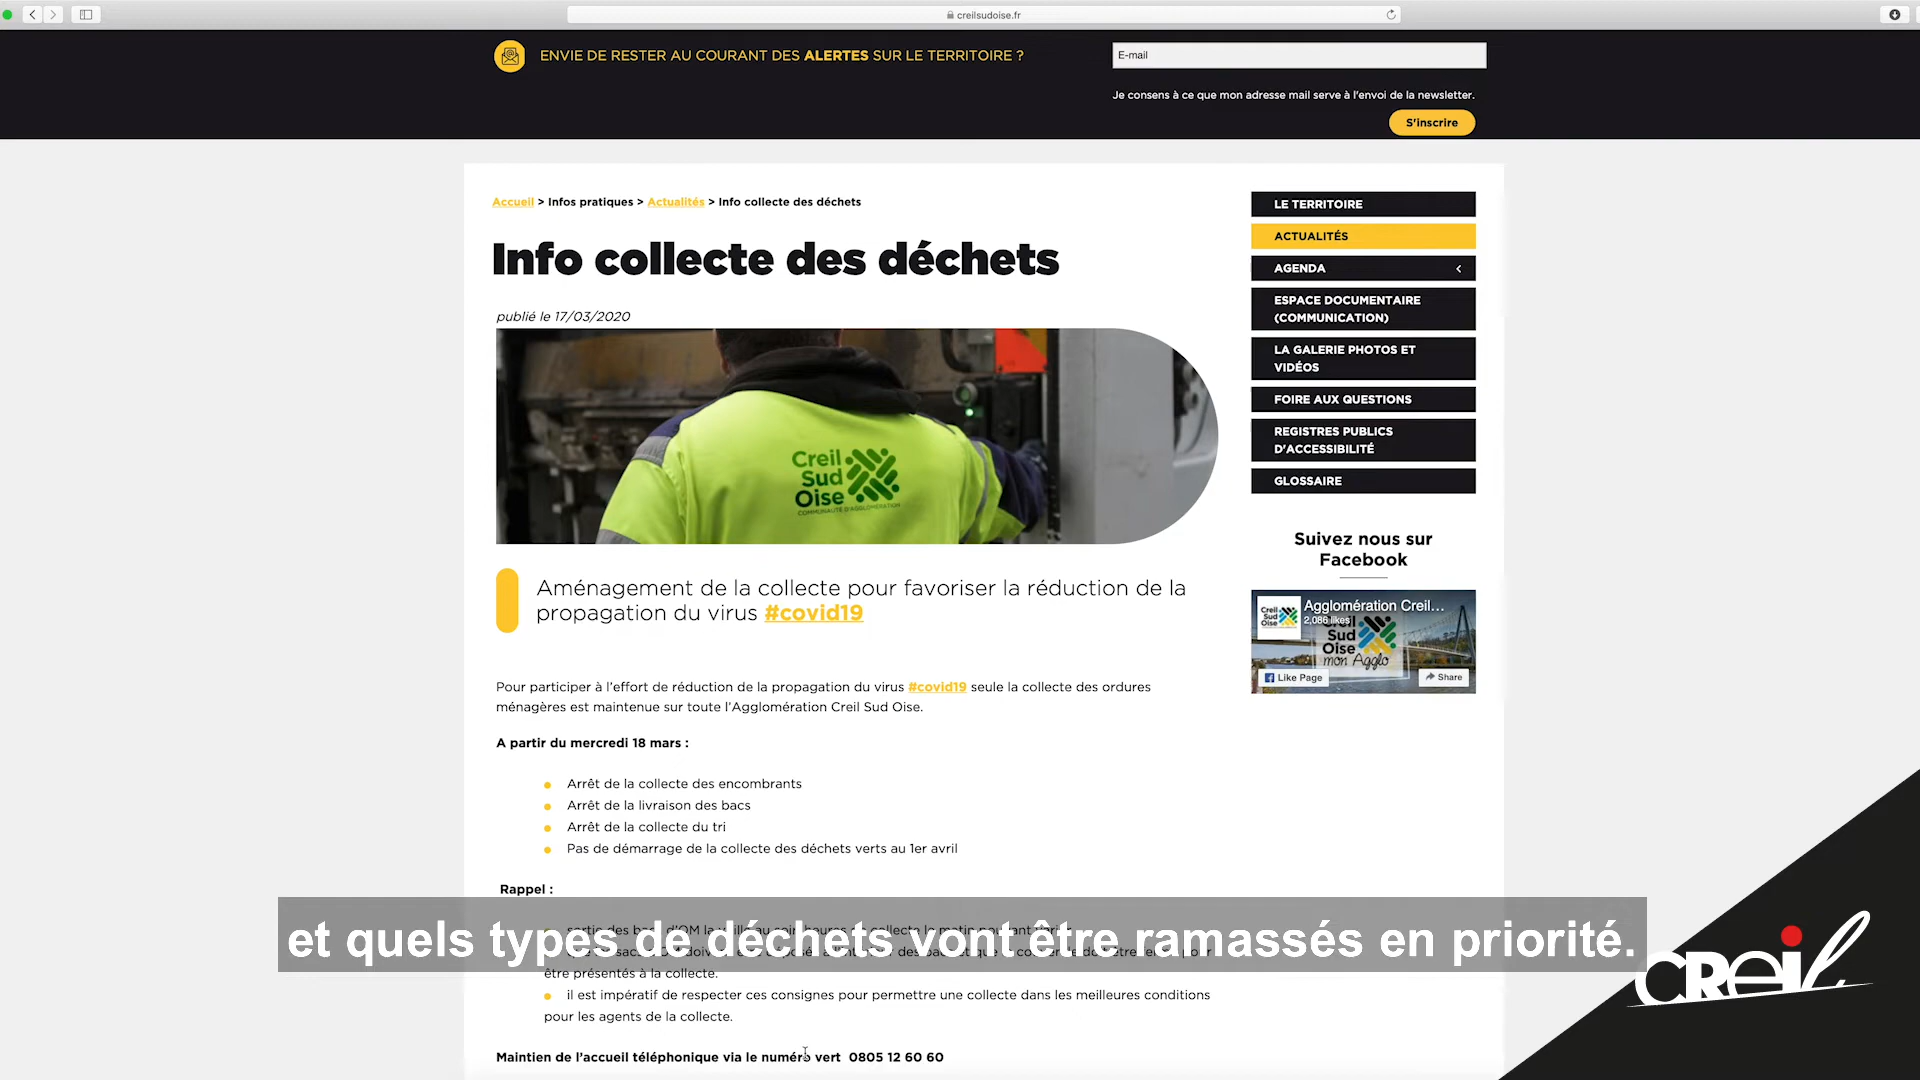 creilsudoise.fr
ENVIE DE RESTER AU COURANT DES ALERTES SUR LE TERRITOIRE ?
E-mail
Je consens à ce que mon adresse mail serve à l'envoi de la newsletter.
S'inscrire
Accueil > Infos pratiques > Actualités > Info collecte des déchets
Info collecte des déchets
publié le 17/03/2020
Creil
Sud
Oise
COMMUNAUTÉ D'AGGLOMÉRATION
Aménagement de la collecte pour favoriser la réduction de la
propagation du virus #covid19
Pour participer à l'effort de réduction de la propagation du virus #covid19 seule la collecte des ordures
ménagères est maintenue sur toute l'Agglomération Creil Sud Oise.
A partir du mercredi 18 mars :
Arrêt de la collecte des encombrants
Arrêt de la livraison des bacs
Arrêt de la collecte du tri
Pas de démarrage de la collecte des déchets verts au 1er avril
Rappel :
et quels types de déchets vont être ramassés en priorité.
être présentés à la collecte.
il est impératif de respecter ces consignes pour permettre une collecte dans les meilleures conditions
pour les agents de la collecte.
Maintien de l'accueil téléphonique via le numéro vert 0805 12 60 60
LE TERRITOIRE
ACTUALITÉS
AGENDA
ESPACE DOCUMENTAIRE
(COMMUNICATION)
LA GALERIE PHOTOS ET
VIDÉOS
FOIRE AUX QUESTIONS
REGISTRES PUBLICS
D'ACCESSIBILITÉ
GLOSSAIRE
Suivez nous sur
Facebook
Creil
Sud
Oise
Agglomération Creil...
2,086 likes
Creil
Sud
Oise
mon Agglo
Like Page
Share
CREIL